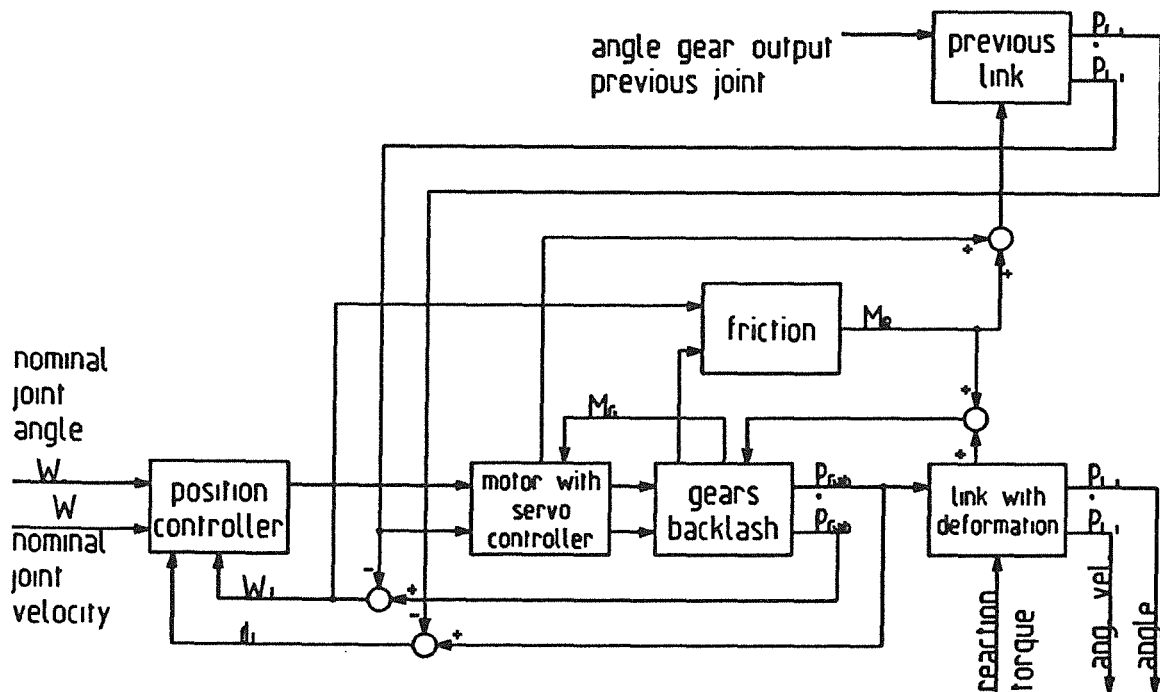 angle gear output
previous joint
previous
link
friction
nominal
joint
angle
W
W
nominal
joint
velocity
position
controller
motor with
servo
controller
gears
backlash
link with
deformation
reaction
torque
ang vel.
angle